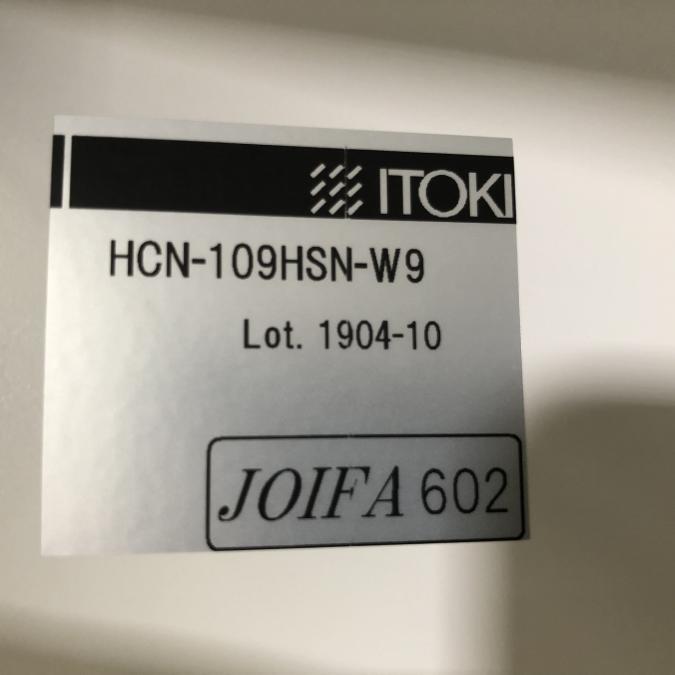 ITOKI
HCN-109HSN-W9
Lot. 1904-10
JOIFA 602